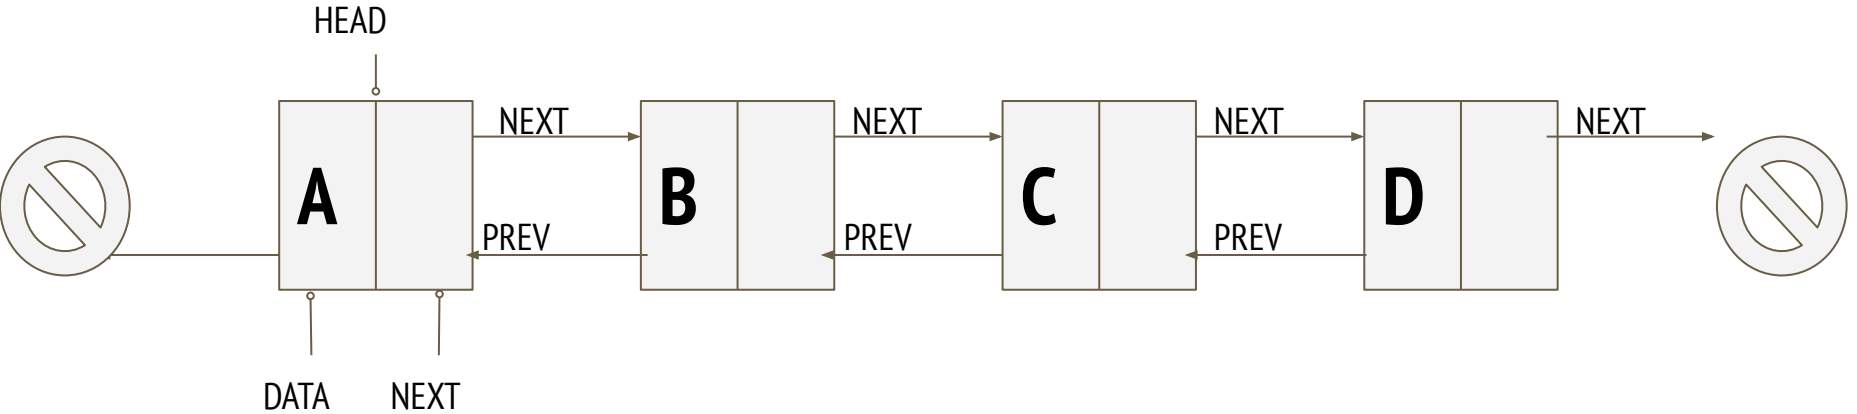 HEAD
NEXT NEXT NEXT NEXT
A B C D
PREV PREV PREV
DATA NEXT